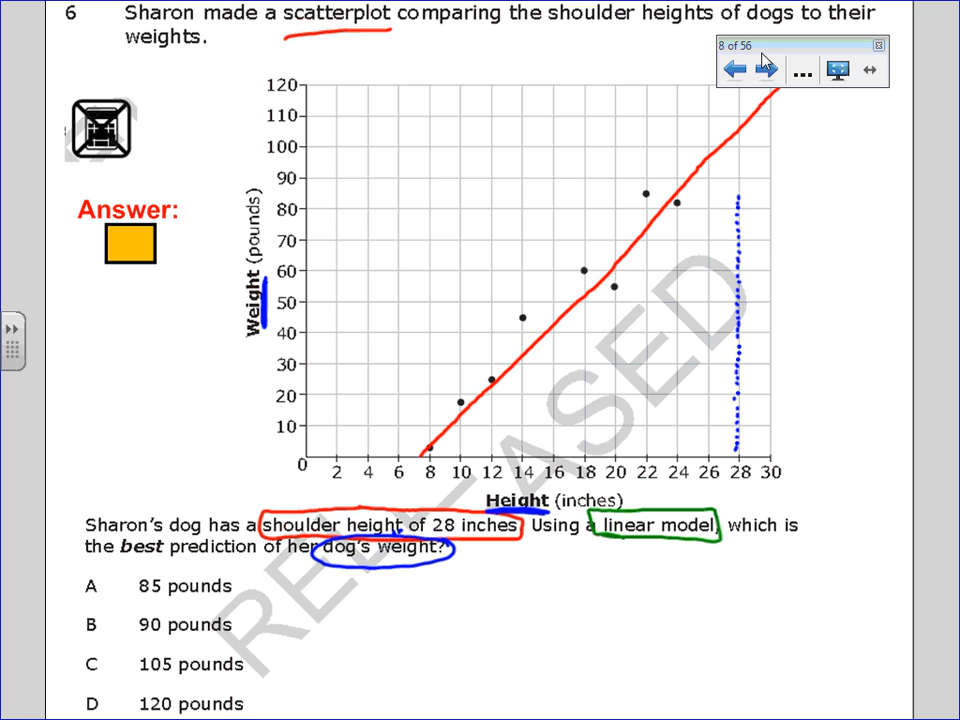 6 Sharon made a scatterplot comparing the shoulder heights of dogs to their
weights.
8 of 56
...
Answer:
120
110
100
90
80
70
60
50
40
30
20
10
0 2 4 6 8 10 12 14 16 18 20 22 24 26 28 30
Weight (pounds)
Height (inches)
RELEASED
Sharon's dog has a shoulder height of 28 inches. Using a linear model, which is
the best prediction of her dog's weight?
A 85 pounds
B 90 pounds
C 105 pounds
D 120 pounds